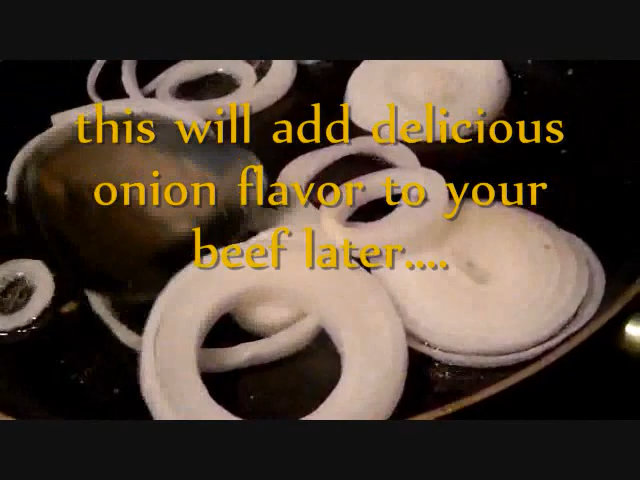 this will add delicious
onion flavor to your
beef later....